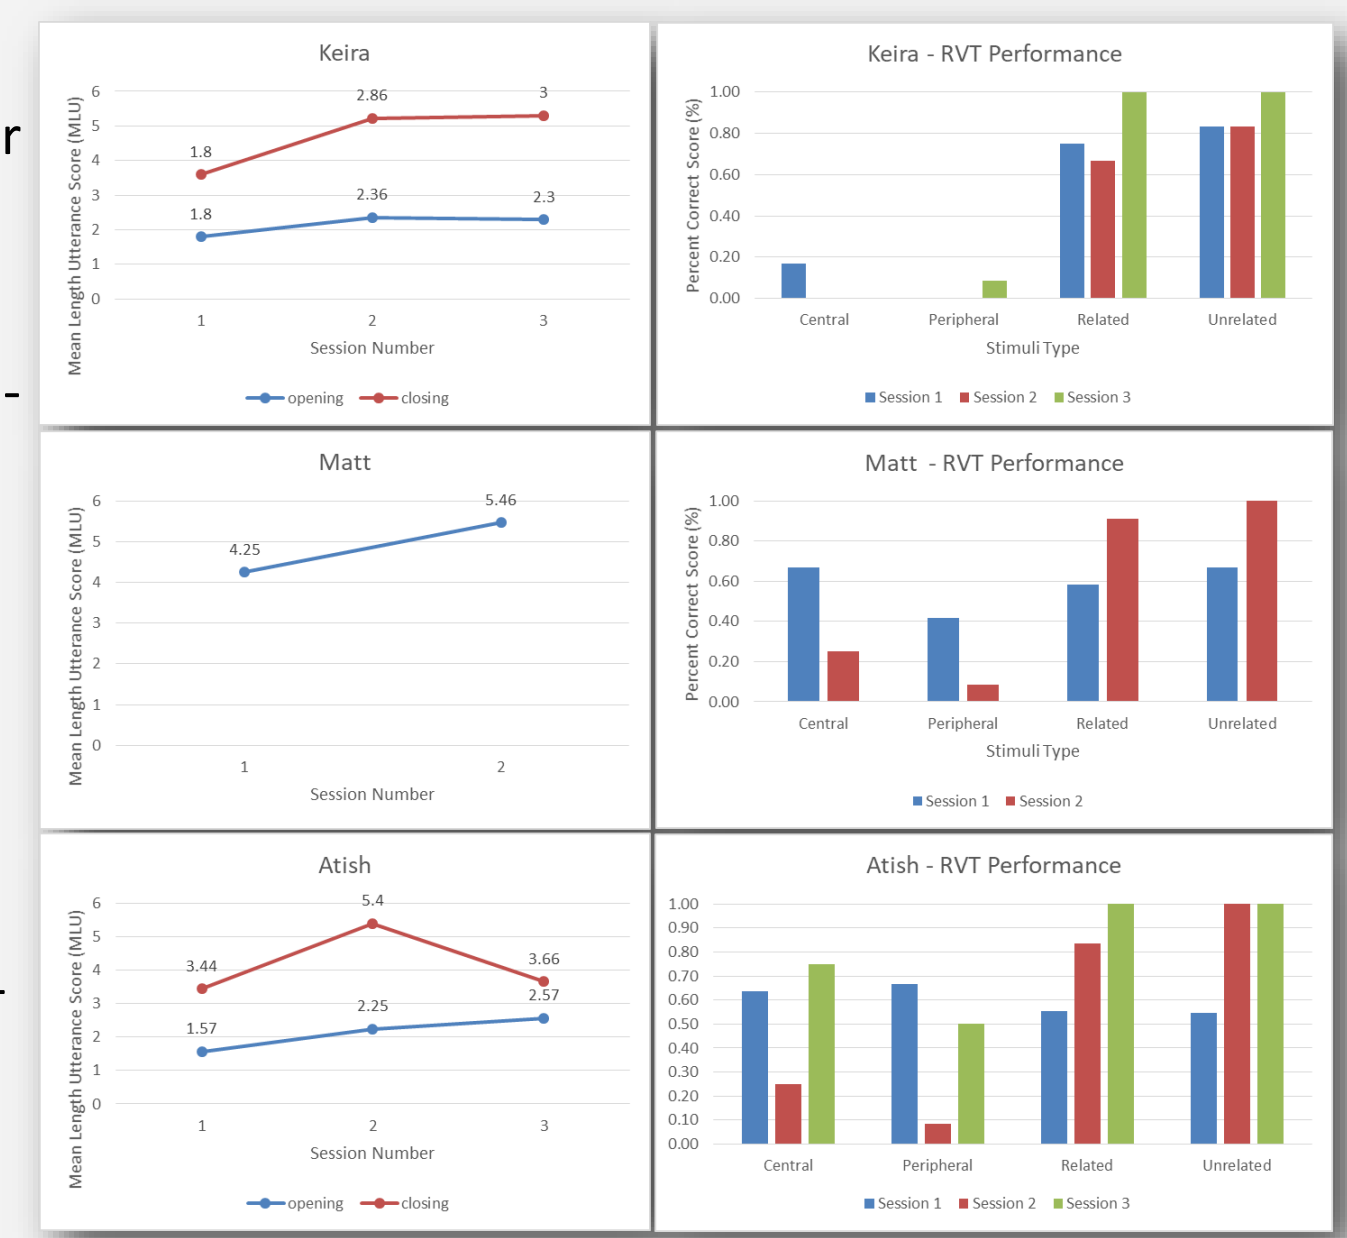 r
-
-
Keira
Mean Length Utterance Score (MLU)
6
5
4
3
2
1
0
1.8
2.86
3
1.8
2.36
2.3
1 2 3
Session Number
opening closing
Keira - RVT Performance
Percent Correct Score (%)
1.00
0.80
0.60
0.40
0.20
0.00
Central Peripheral Related Unrelated
Stimuli Type
Session 1 Session 2 Session 3
Matt
Mean Length Utterance Score (MLU)
6
5
4
3
2
1
0
4.25
5.46
1 2
Session Number
Matt - RVT Performance
Percent Correct Score (%)
1.00
0.80
0.60
0.40
0.20
0.00
Central Peripheral Related Unrelated
Stimuli Type
Session 1 Session 2
Atish
Mean Length Utterance Score (MLU)
6
5
4
3
2
1
0
3.44
5.4
3.66
1.57
2.25
2.57
1 2 3
Session Number
opening closing
Atish - RVT Performance
1.00
0.90
0.80
0.70
0.60
0.50
0.40
0.30
0.20
0.10
0.00
Central Peripheral Related Unrelated
Session 1 Session 2 Session 3